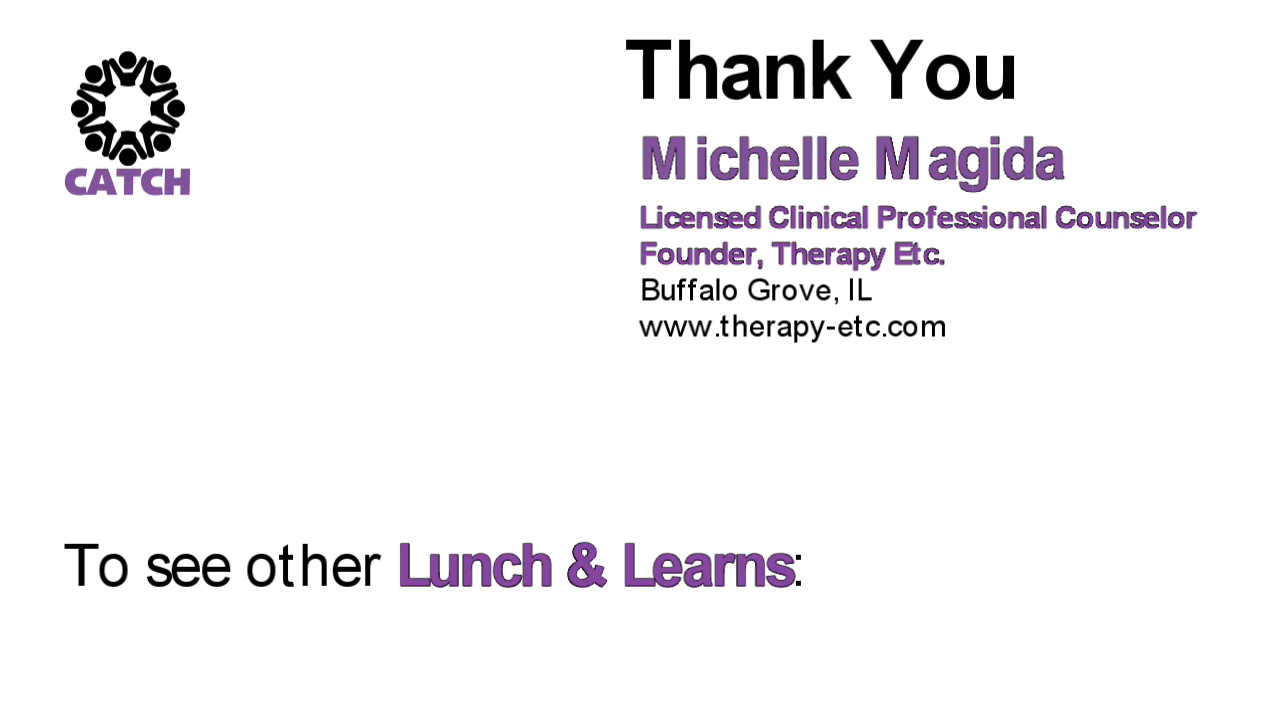 CATCH
Thank You
Michelle Magida
Licensed Clinical Professional Counselor
Founder, Therapy Etc.
Buffalo Grove, IL
www.therapy-etc.com
To see other Lunch & Learns: